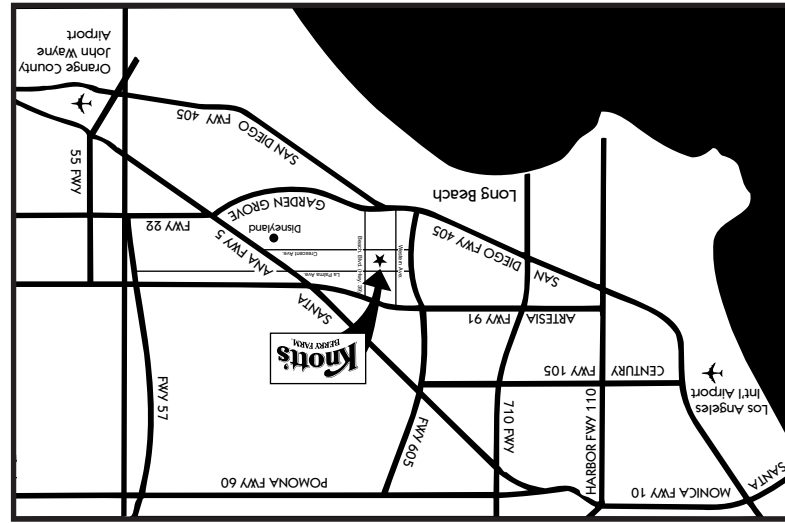 SANTA
MONICA FWY 10
HARBOR FWY 110
POMONA FWY 60
Los Angeles
Int'l Airport
CENTURY
FWY 105
710 FWY
FWY 605
FWY 57
Knott's
BERRY FARM.
ARTESIA
FWY 91
SANTA
ANA FWY 5
SAN
DIEGO FWY 405
Western Ave.
Beach. Blvd. (Hwy. 39)
La Palma Ave.
Crescent Ave.
Disneyland
GARDEN GROVE
FWY 22
55 FWY
Long Beach
SAN DIEGO
FWY 405
Orange County
John Wayne
Airport